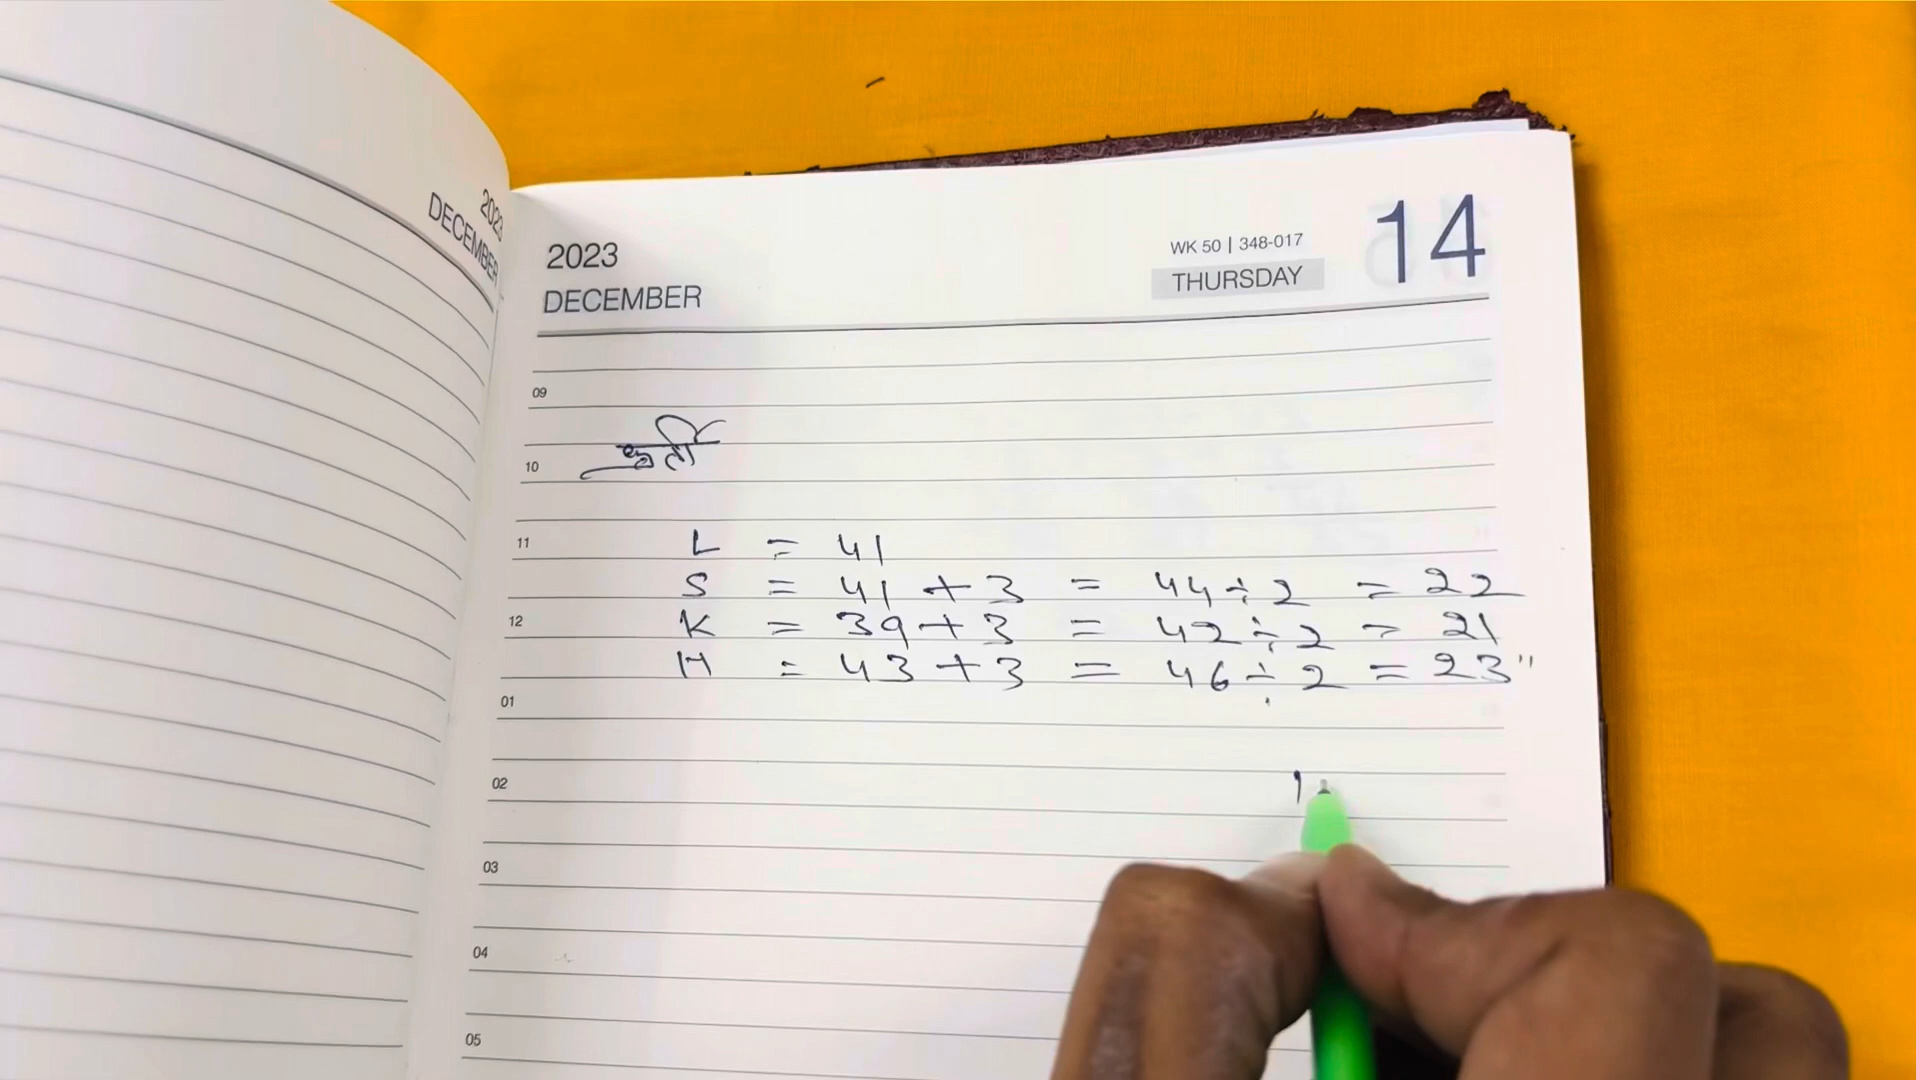 2023
DECEMBER
2023
DECEMBER
WK 50 | 348-017
THURSDAY
14
09
10
11
L = 41
S = 41 + 3 = 44 ÷ 2 = 22
12
K = 39 + 3 = 42 ÷ 2 = 21
H = 43 + 3 = 46 ÷ 2 = 23"
01
02
1
03
04
05